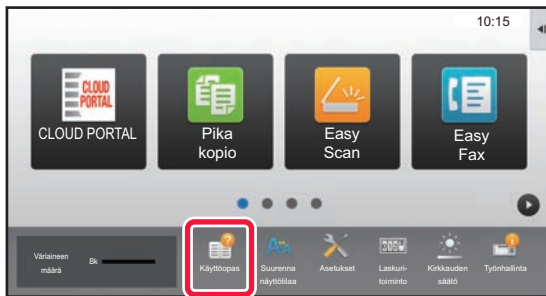 10:15
CLOUD
PORTAL
CLOUD PORTAL
Pika
kopio
Easy
Scan
Easy
Fax
Väriaineen
määrä
Bk
Käyttöopas
Suurenna
näyttötilaa
Asetukset
Laskuri-
toiminto
Kirkkauden
säätö
Työnhallinta